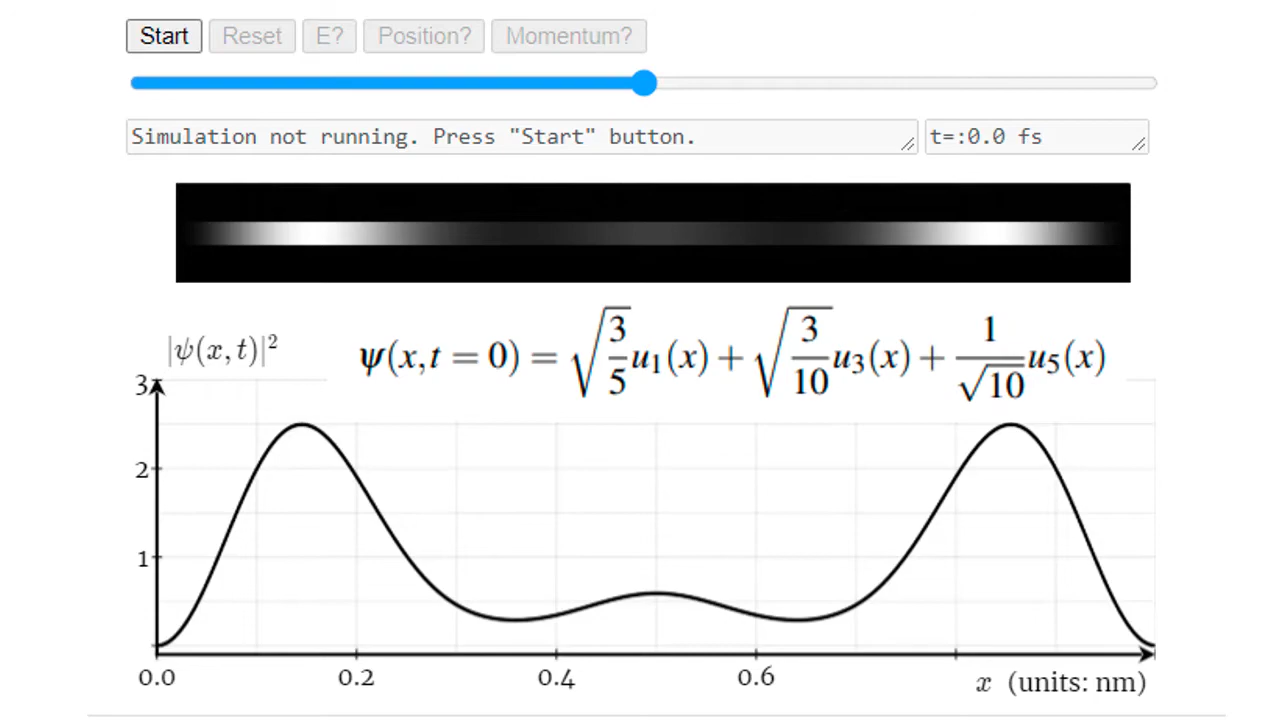 Start Reset E? Position? Momentum?
Simulation not running. Press "Start" button. t=:0.0 fs
|ψ(x,t)|² ψ(x,t = 0) = √(3/5) u₁(x) + √(3/10) u₃(x) + 1/√10 u₅(x)
3
2
1
0.0 0.2 0.4 0.6 x (units: nm)